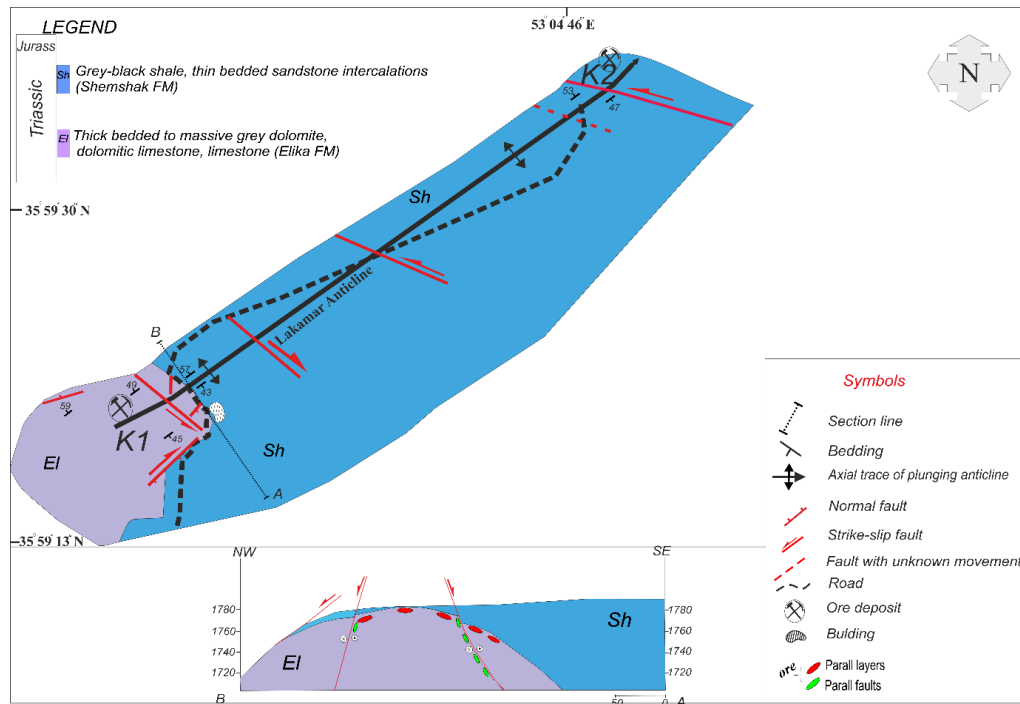 LEGEND
Jurass
Triassic
Sh Grey-black shale, thin bedded sandstone intercalations
(Shemshak FM)
El Thick bedded to massive grey dolomite,
dolomitic limestone, limestone (Elika FM)
53 04 46 E
N
K2
53
47
Sh
35° 59' 30" N
Lakamar Anticline
B
57
43
49
59
K1
45
El
Sh
A
35° 59' 13" N
Symbols
Section line
Bedding
Axial trace of plunging anticline
Normal fault
Strike-slip fault
Fault with unknown movement
Road
Ore deposit
Bulding
ore
Parall layers
Parall faults
NW
SE
1780
1760
1740
1720
1780
1760
1740
1720
El
Sh
B
50 0
A